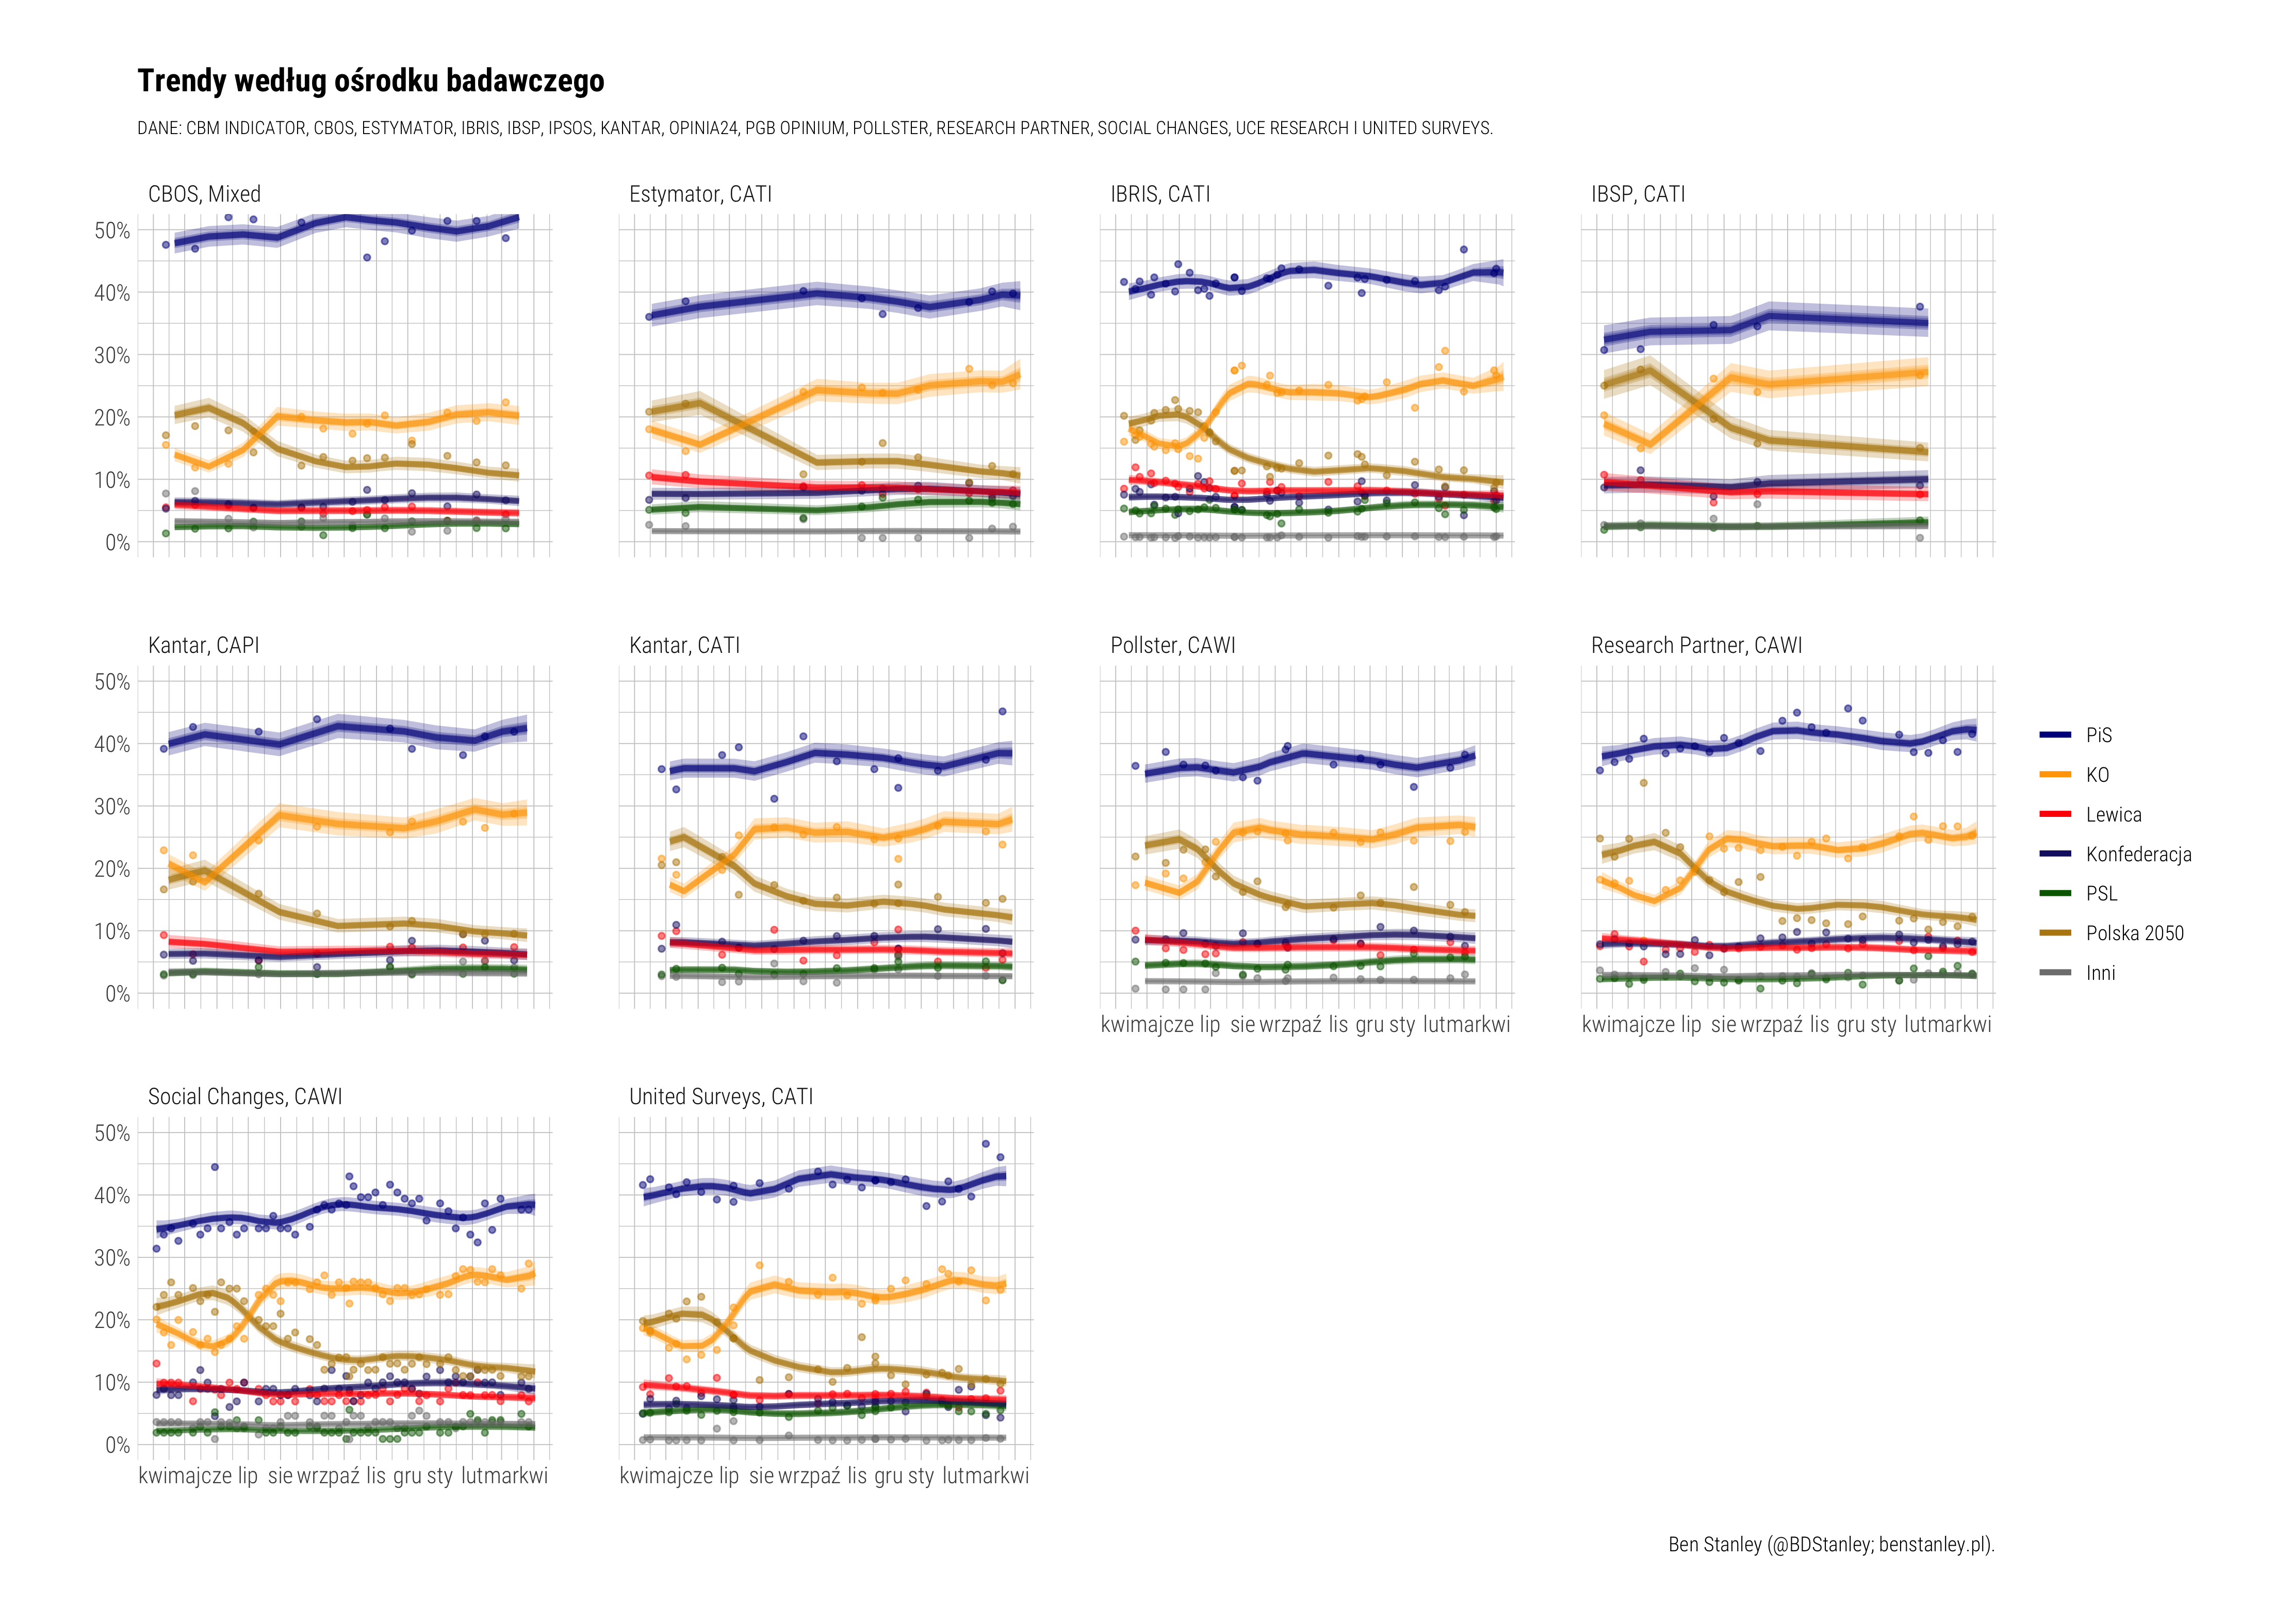 Trendy według ośrodku badawczego
DANE: CBM INDICATOR, CBOS, ESTYMATOR, IBRIS, IBSP, IPSOS, KANTAR, OPINIA24, PGB OPINIUM, POLLSTER, RESEARCH PARTNER, SOCIAL CHANGES, UCE RESEARCH I UNITED SURVEYS.
CBOS, Mixed
Estymator, CATI
IBRIS, CATI
IBSP, CATI
50%
40%
30%
20%
10%
0%
Kantar, CAPI
Kantar, CATI
Pollster, CAWI
Research Partner, CAWI
50%
40%
30%
20%
10%
0%
kwi maj cze lip sie wrz paź lis gru sty lut mar kwi
kwi maj cze lip sie wrz paź lis gru sty lut mar kwi
PiS
KO
Lewica
Konfederacja
PSL
Polska 2050
Inni
Social Changes, CAWI
United Surveys, CATI
50%
40%
30%
20%
10%
0%
kwi maj cze lip sie wrz paź lis gru sty lut mar kwi
kwi maj cze lip sie wrz paź lis gru sty lut mar kwi
Ben Stanley (@BDStanley; benstanley.pl).